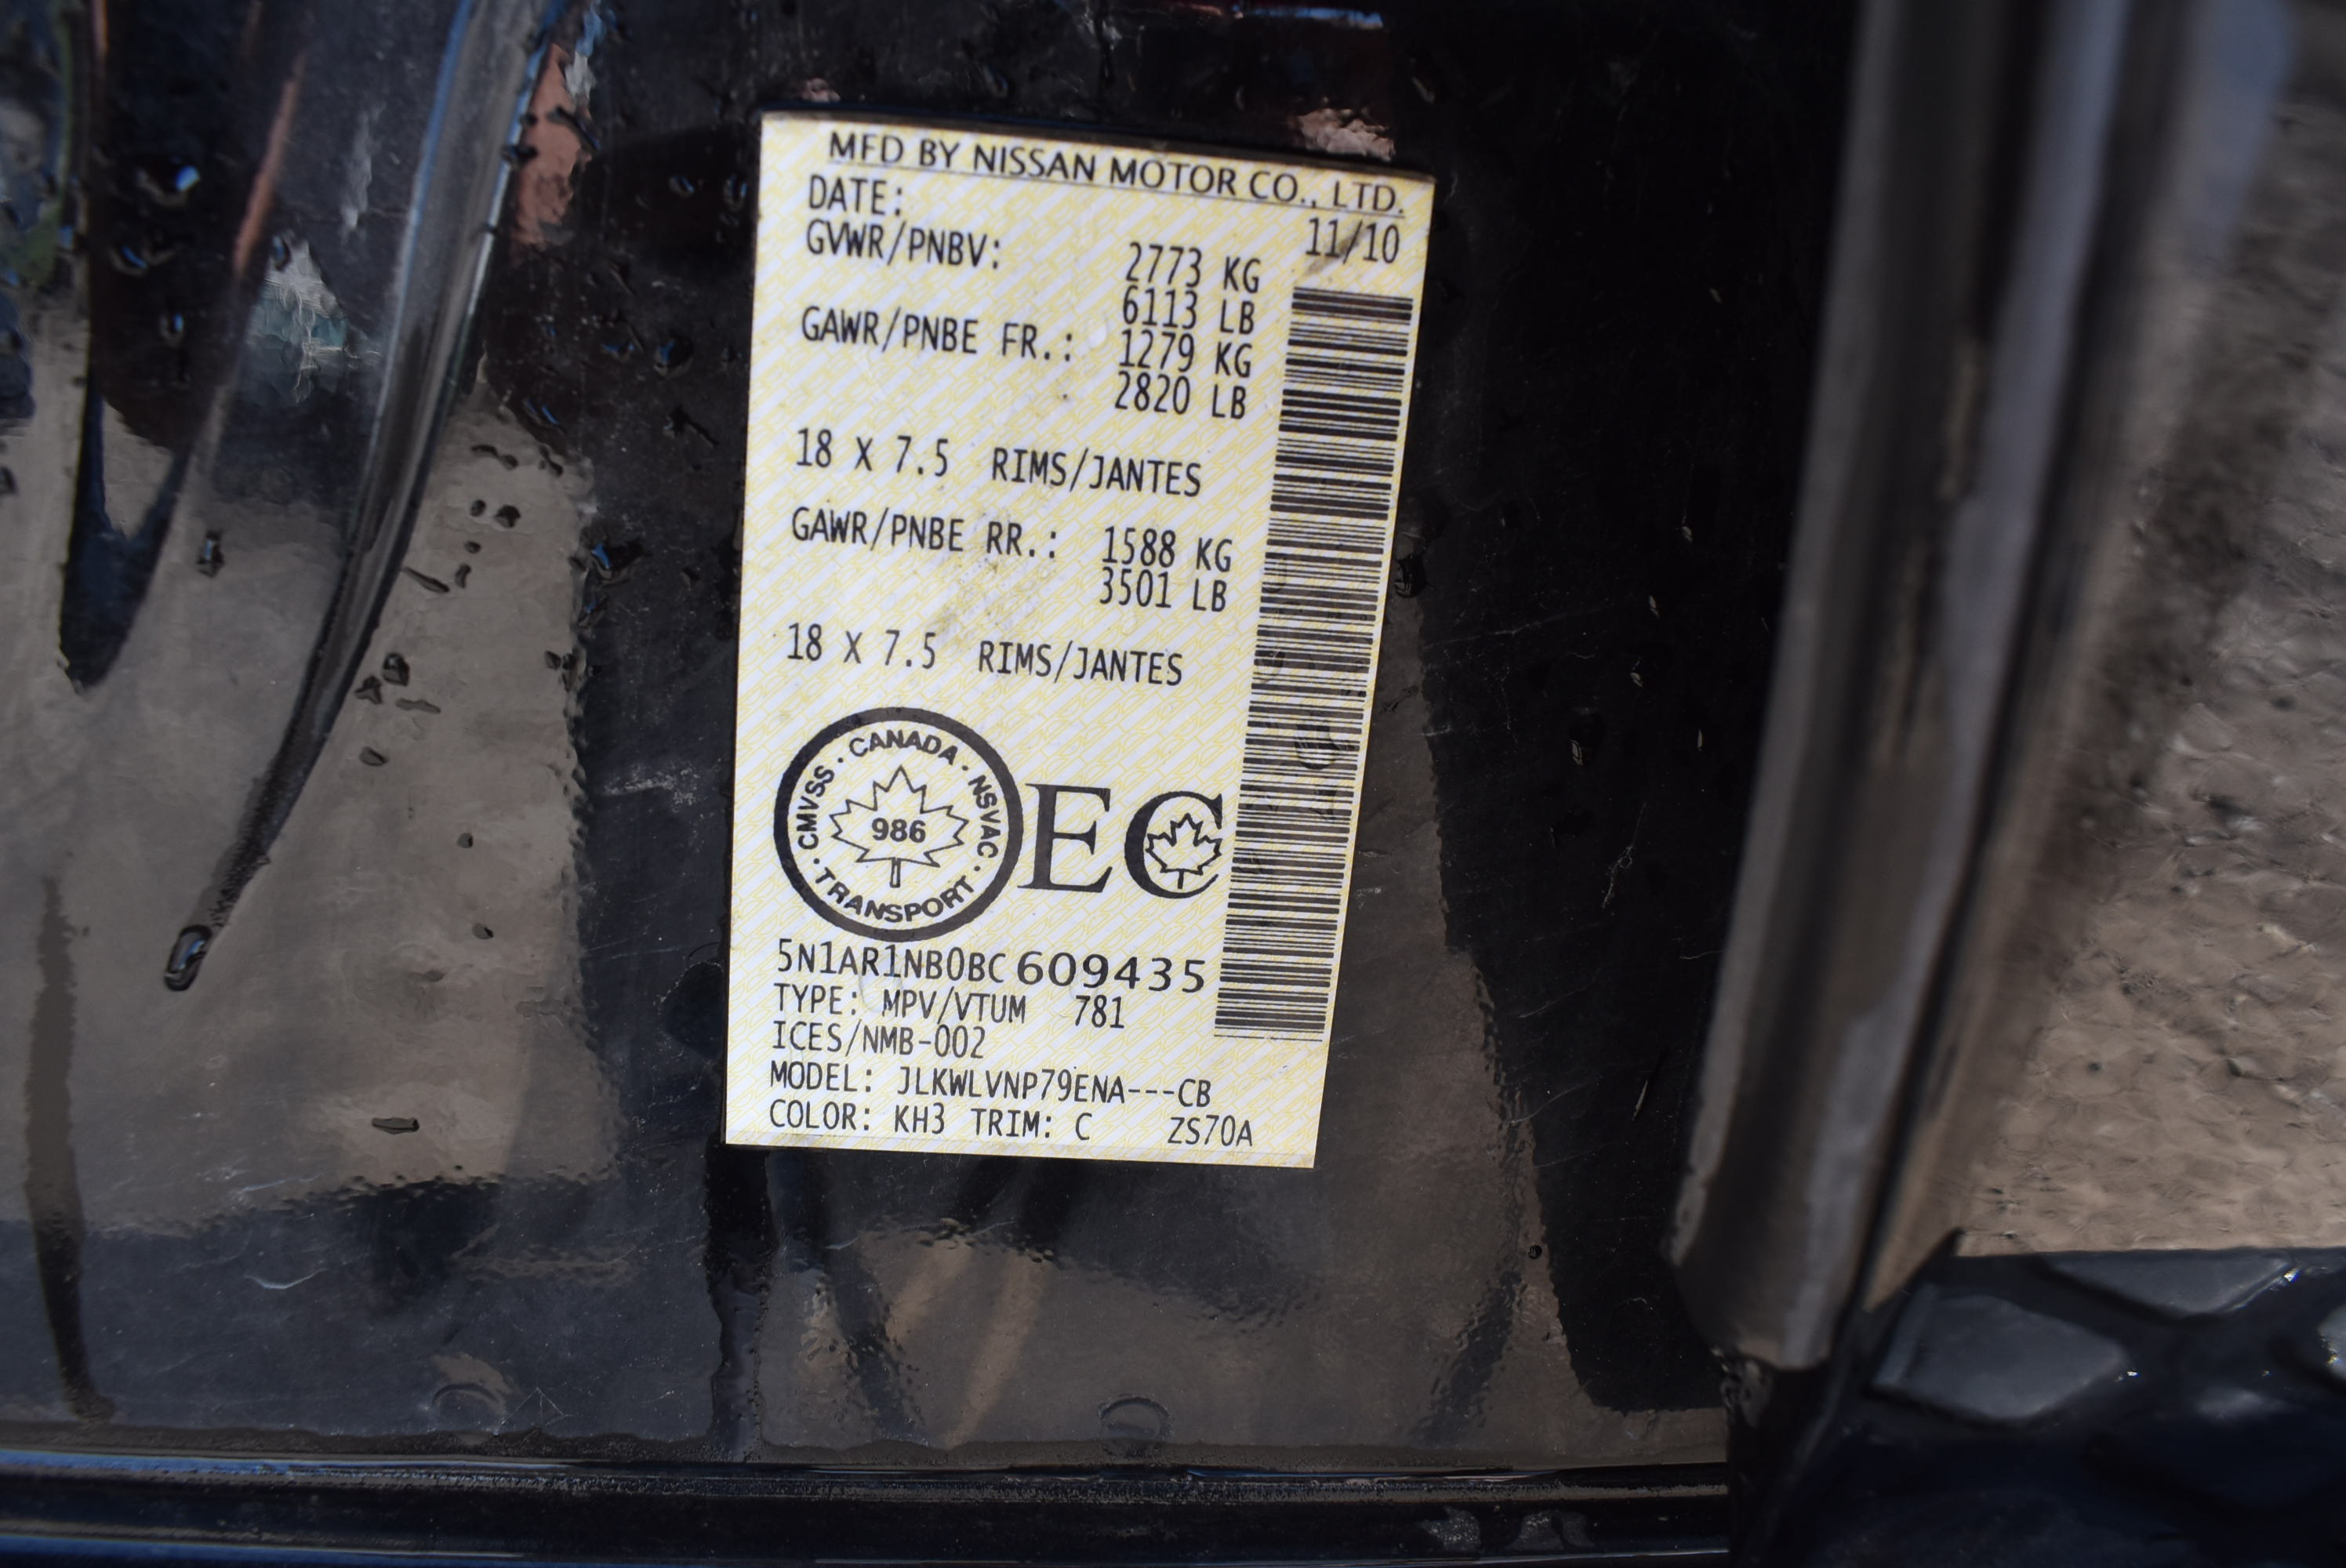 MFD BY NISSAN MOTOR CO., LTD.
DATE: 11/10
GVWR/PNBV: 2773 KG
6113 LB
GAWR/PNBE FR.: 1279 KG
2820 LB
18 X 7.5 RIMS/JANTES
GAWR/PNBE RR.: 1588 KG
3501 LB
18 X 7.5 RIMS/JANTES
CMVSS · CANADA · NSVAC · TRANSPORT ·
986
EC
5N1AR1NB0BC609435
TYPE: MPV/VTUM 781
ICES/NMB-002
MODEL: JLKWLVNP79ENA---CB
COLOR: KH3 TRIM: C ZS70A